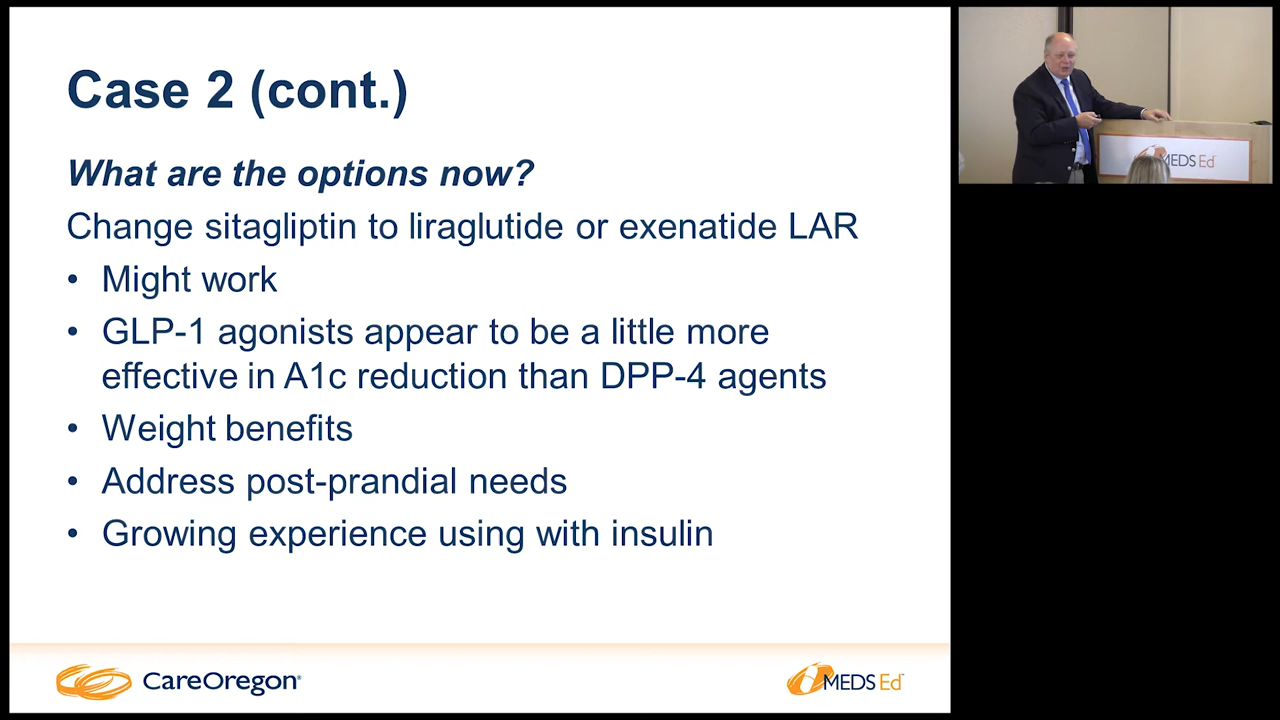 Case 2 (cont.)
What are the options now?
Change sitagliptin to liraglutide or exenatide LAR
• Might work
• GLP-1 agonists appear to be a little more
effective in A1c reduction than DPP-4 agents
• Weight benefits
• Address post-prandial needs
• Growing experience using with insulin
CareOregon®
MEDS Ed™
MEDS Ed